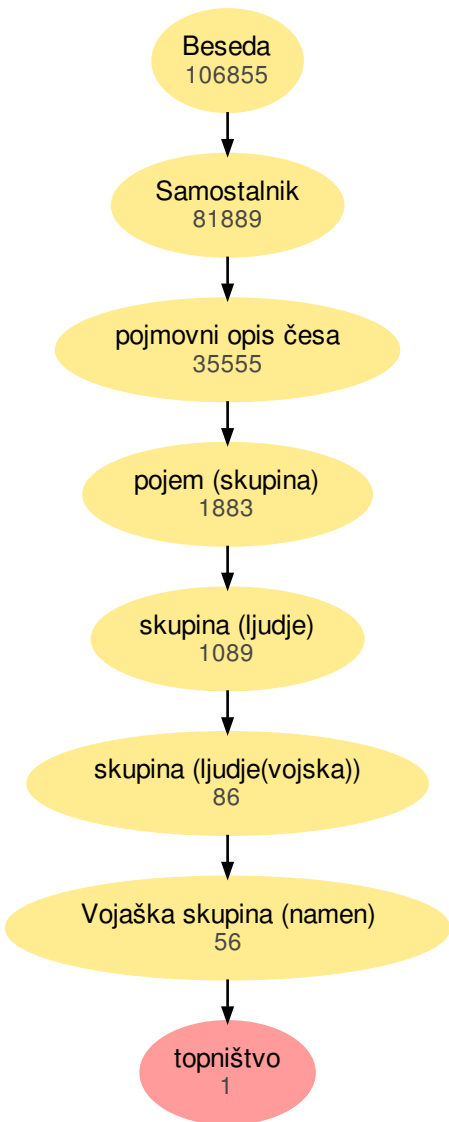 Beseda
106855
Samostalnik
81889
pojmovni opis česa
35555
pojem (skupina)
1883
skupina (ljudje)
1089
skupina (ljudje(vojska))
86
Vojaška skupina (namen)
56
topništvo
1